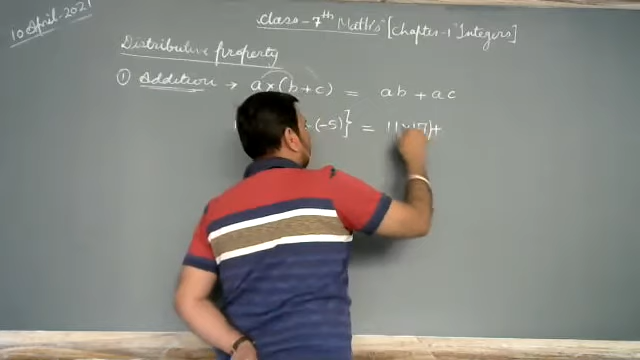 10 April-2021
class-7th Maths [chapter-1 "Integers]
Distributive property
① Addition → a×(b+c) = ab + ac
(-5)} = 11×17)+